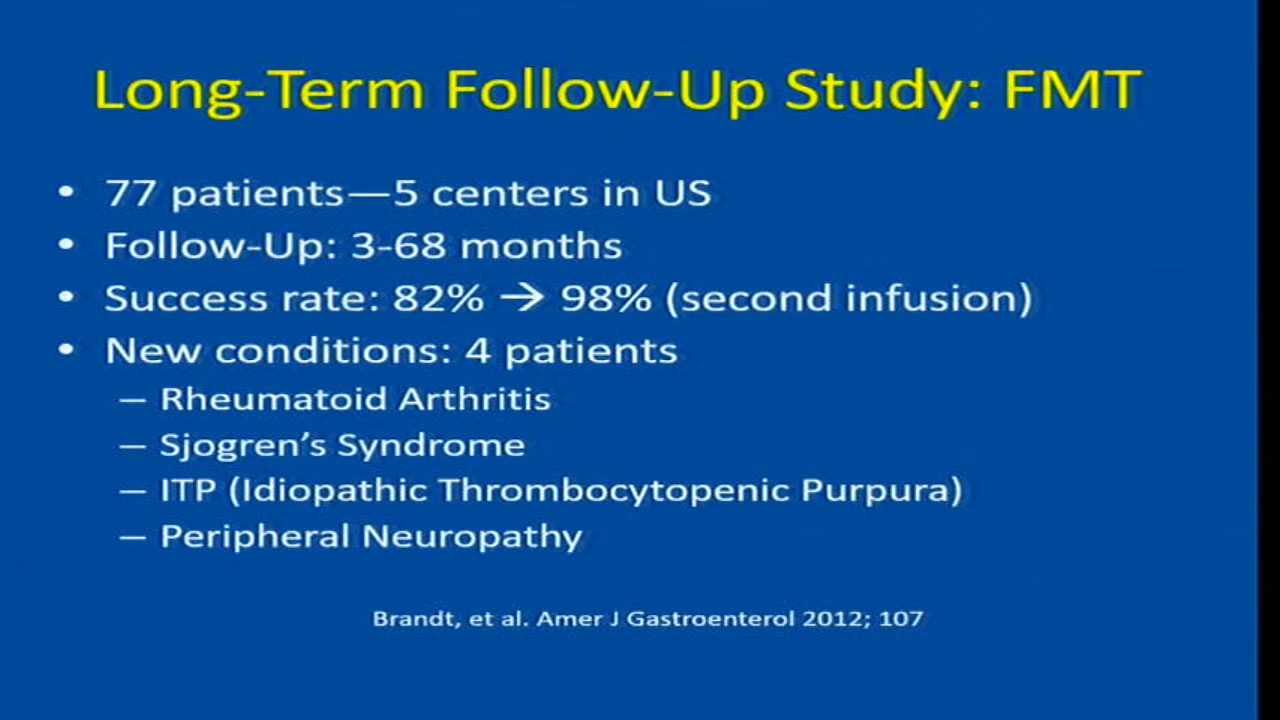 Long-Term Follow-Up Study: FMT
• 77 patients—5 centers in US
• Follow-Up: 3-68 months
• Success rate: 82% → 98% (second infusion)
• New conditions: 4 patients
– Rheumatoid Arthritis
– Sjogren’s Syndrome
– ITP (Idiopathic Thrombocytopenic Purpura)
– Peripheral Neuropathy
Brandt, et al. Amer J Gastroenterol 2012; 107